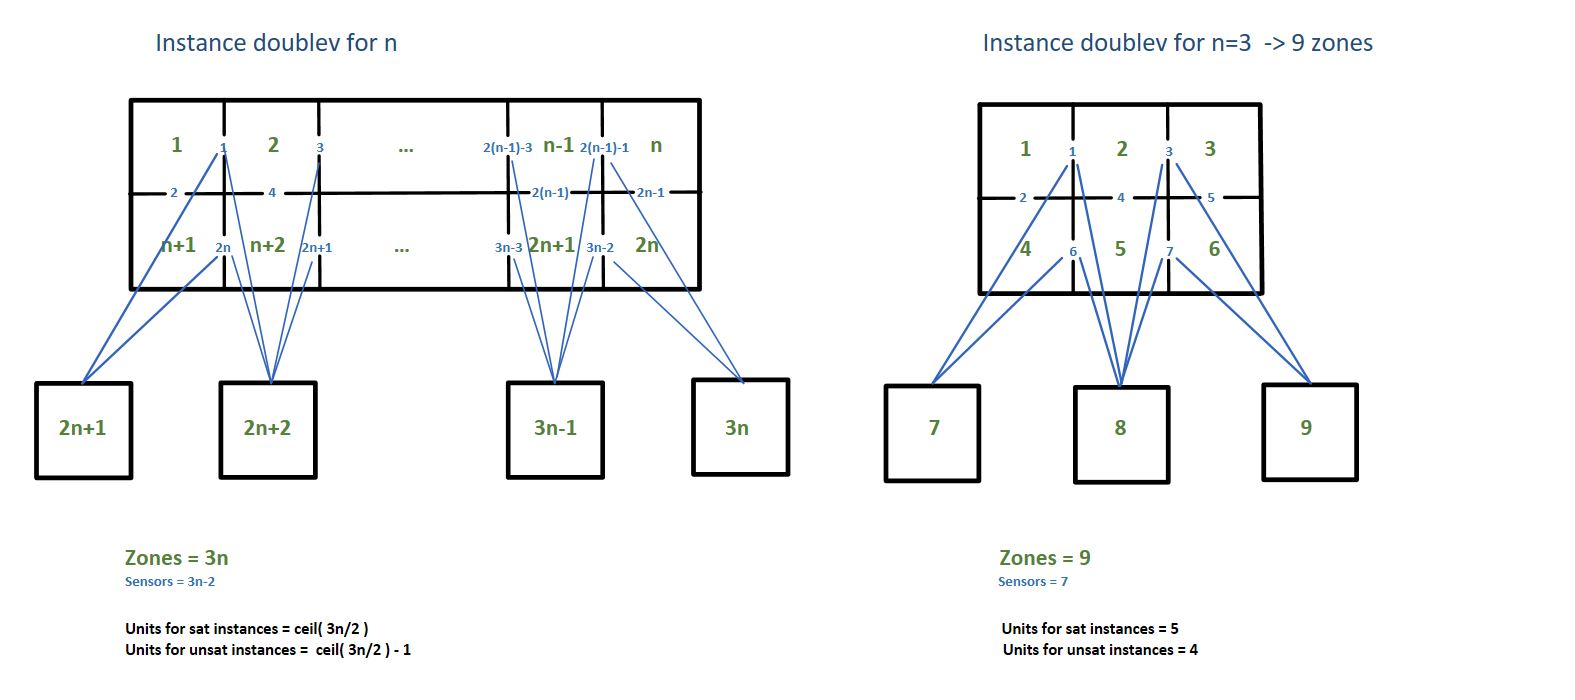 Instance doublev for n
1 1 2 3 ... 2(n-1)-3 n-1 2(n-1)-1 n
2 4 2(n-1) 2n-1
n+1 2n n+2 2n+1 ... 3n-3 2n+1 3n-2 2n
2n+1 2n+2 3n-1 3n
Zones = 3n
Sensors = 3n-2
Units for sat instances = ceil( 3n/2 )
Units for unsat instances = ceil( 3n/2 ) - 1
Instance doublev for n=3 -> 9 zones
1 1 2 3 3
2 4 5
4 6 5 7 6
7 8 9
Zones = 9
Sensors = 7
Units for sat instances = 5
Units for unsat instances = 4